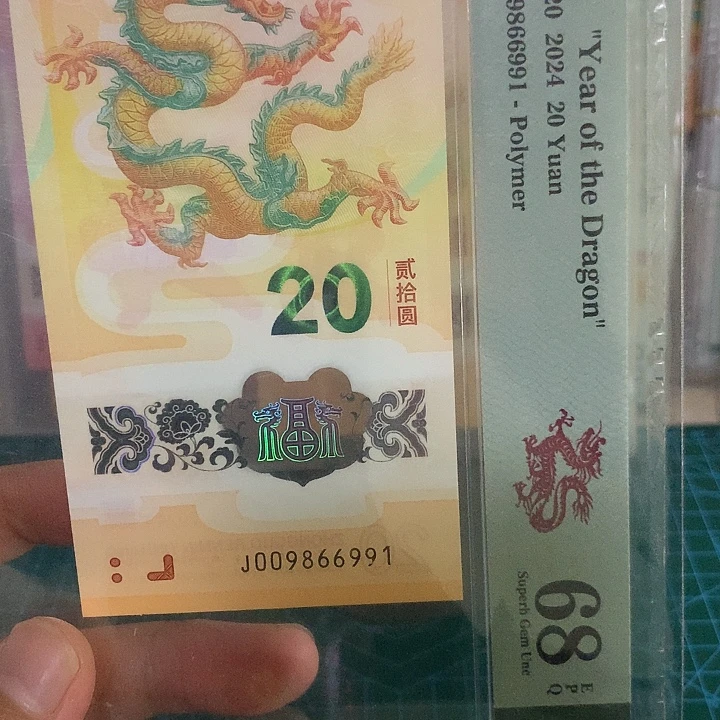 20
贰拾圆
J009866991
"Year of the Dragon"
20 2024 20 Yuan
9866991 - Polymer
68
EPQ
Superb Gem Unc